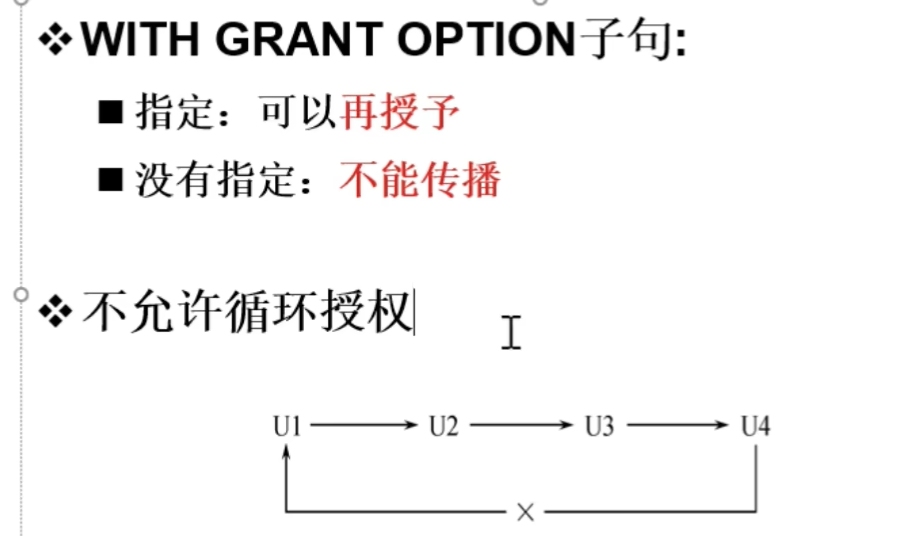 ❖WITH GRANT OPTION子句:
■ 指定：可以再授予
■ 没有指定：不能传播
❖不允许循环授权
U1 U2 U3 U4
×